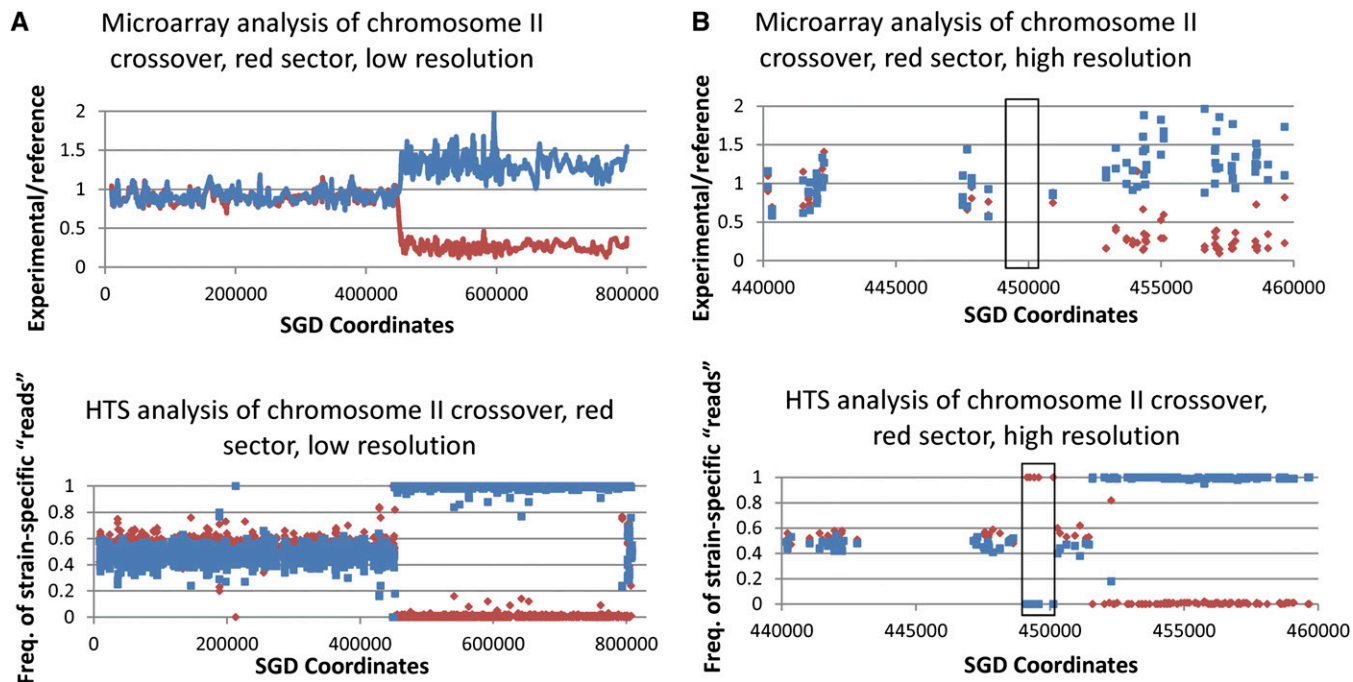 A
Microarray analysis of chromosome II
crossover, red sector, low resolution
Experimental/reference
2
1.5
1
0.5
0
0 200000 400000 600000 800000
SGD Coordinates
B
Microarray analysis of chromosome II
crossover, red sector, high resolution
Experimental/reference
2
1.5
1
0.5
0
440000 445000 450000 455000 460000
SGD Coordinates
HTS analysis of chromosome II crossover, red
sector, low resolution
Freq. of strain-specific “reads”
1
0.8
0.6
0.4
0.2
0
0 200000 400000 600000 800000
SGD Coordinates
HTS analysis of chromosome II crossover,
red sector, high resolution
Freq. of strain-specific “reads”
1
0.8
0.6
0.4
0.2
0
440000 445000 450000 455000 460000
SGD Coordinates